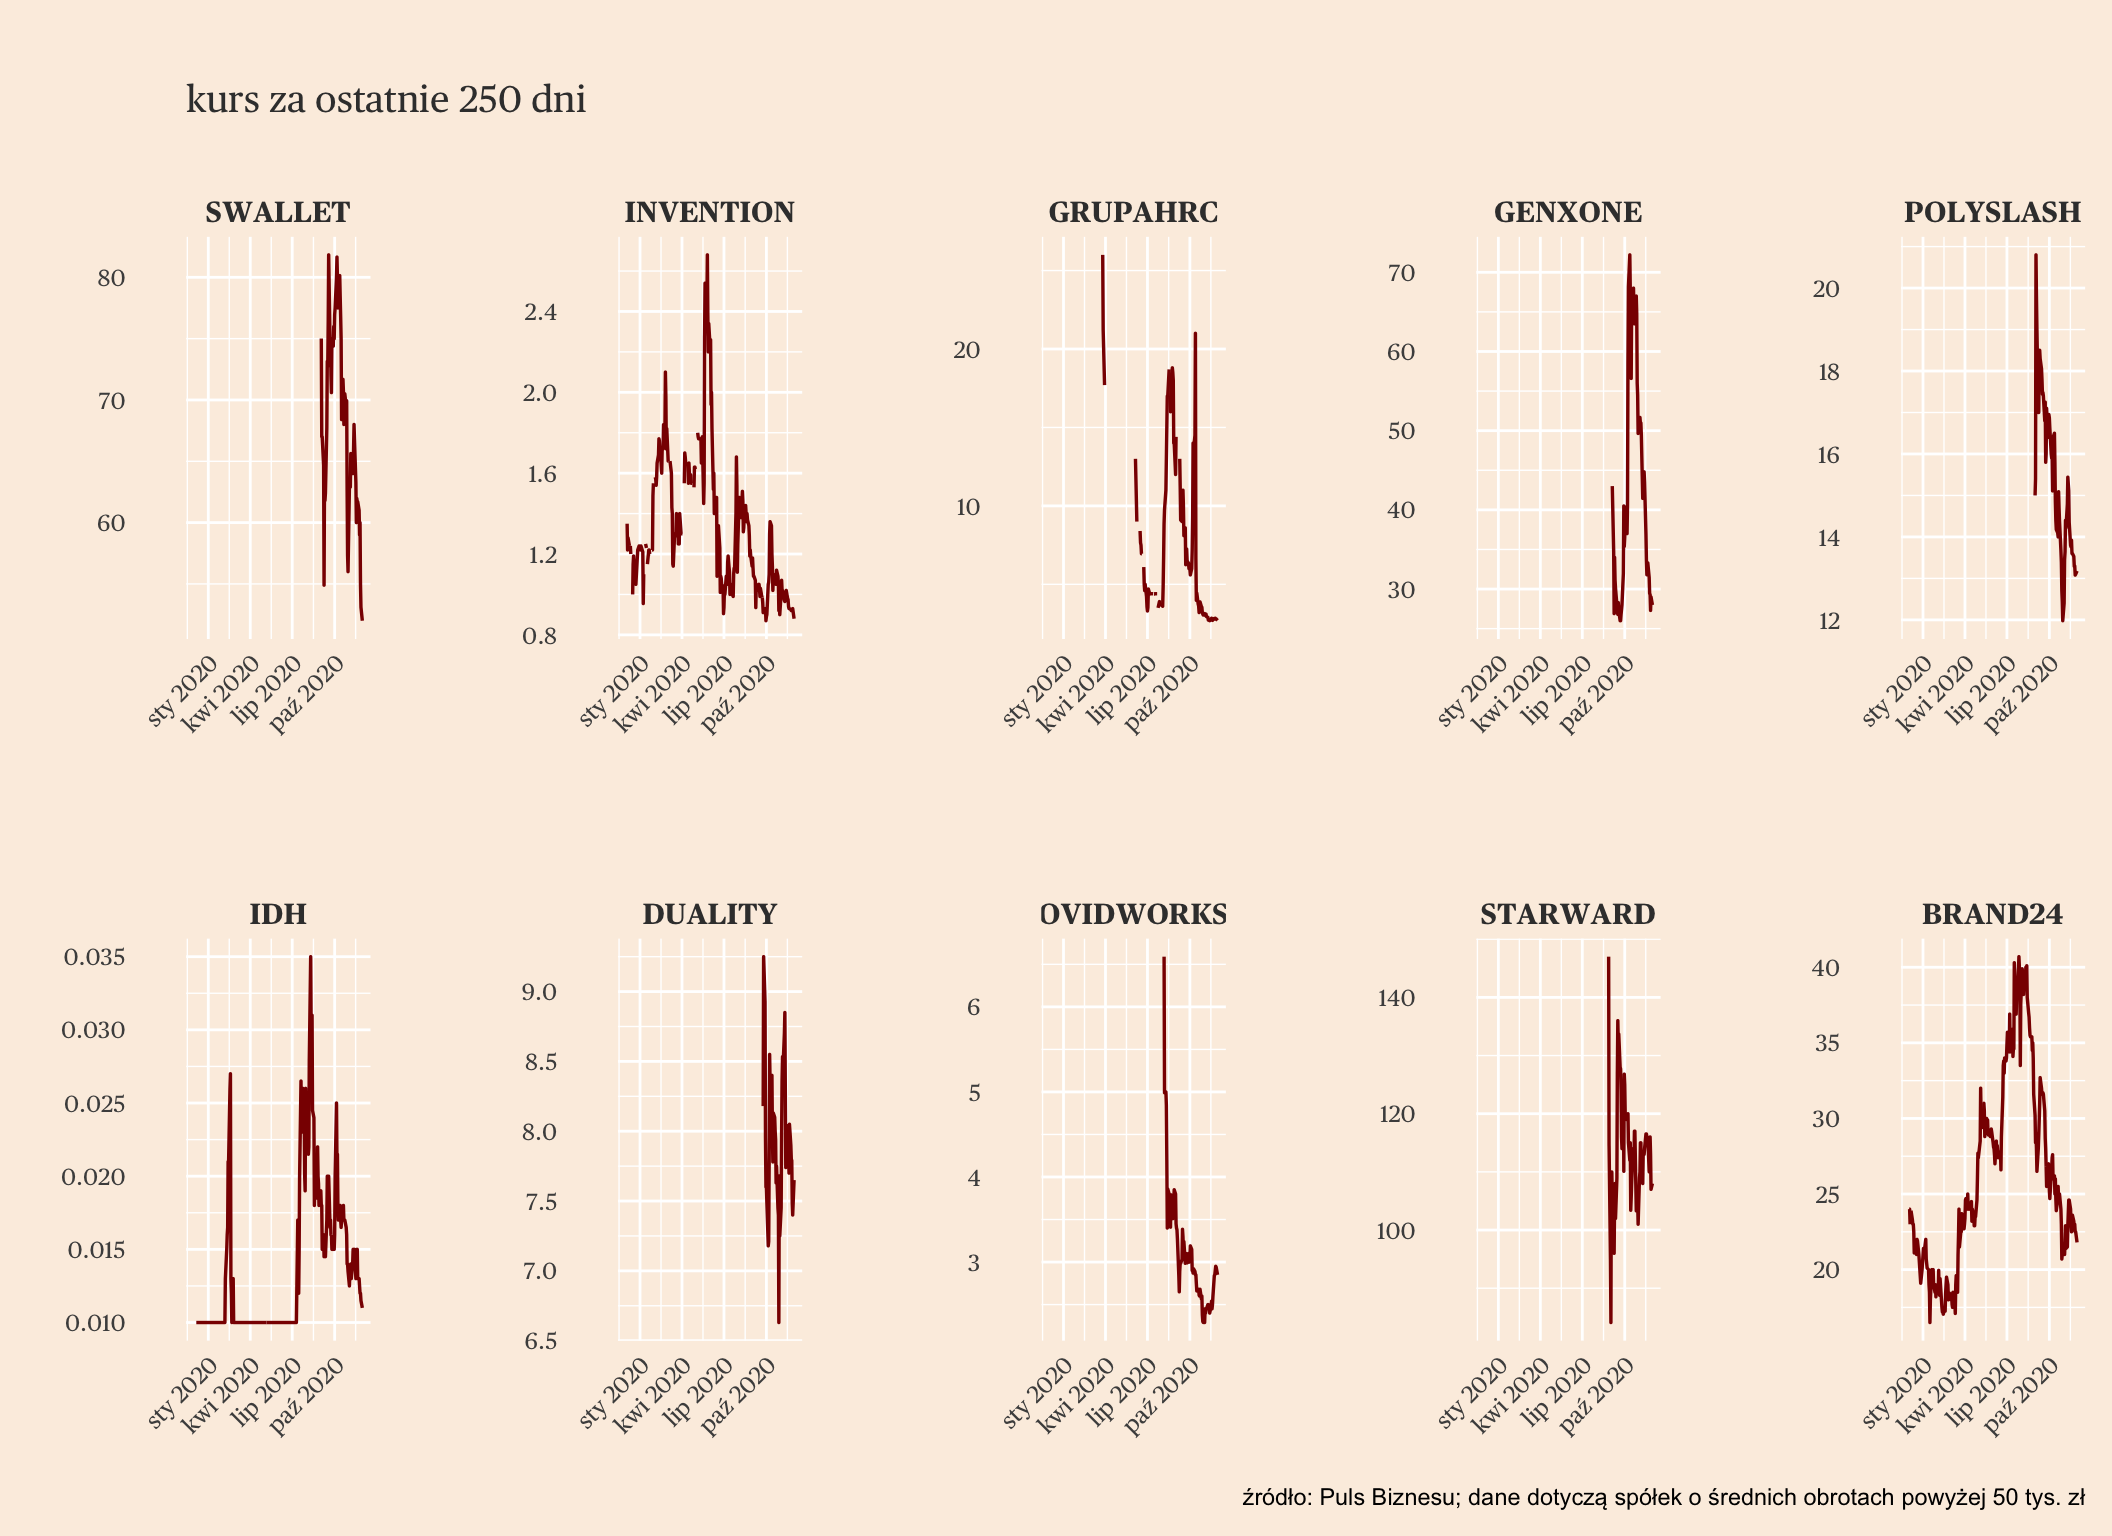 kurs za ostatnie 250 dni
SWALLET
INVENTION
GRUPAHRC
GENXONE
POLYSLASH
80
70
60
2.4
2.0
1.6
1.2
0.8
20
10
70
60
50
40
30
20
18
16
14
12
sty 2020
kwi 2020
lip 2020
paź 2020
sty 2020
kwi 2020
lip 2020
paź 2020
sty 2020
kwi 2020
lip 2020
paź 2020
sty 2020
kwi 2020
lip 2020
paź 2020
sty 2020
kwi 2020
lip 2020
paź 2020
IDH
DUALITY
OVIDWORKS
STARWARD
BRAND24
0.035
0.030
0.025
0.020
0.015
0.010
9.0
8.5
8.0
7.5
7.0
6.5
6
5
4
3
140
120
100
40
35
30
25
20
sty 2020
kwi 2020
lip 2020
paź 2020
sty 2020
kwi 2020
lip 2020
paź 2020
sty 2020
kwi 2020
lip 2020
paź 2020
sty 2020
kwi 2020
lip 2020
paź 2020
sty 2020
kwi 2020
lip 2020
paź 2020
źródło: Puls Biznesu; dane dotyczą spółek o średnich obrotach powyżej 50 tys. zł